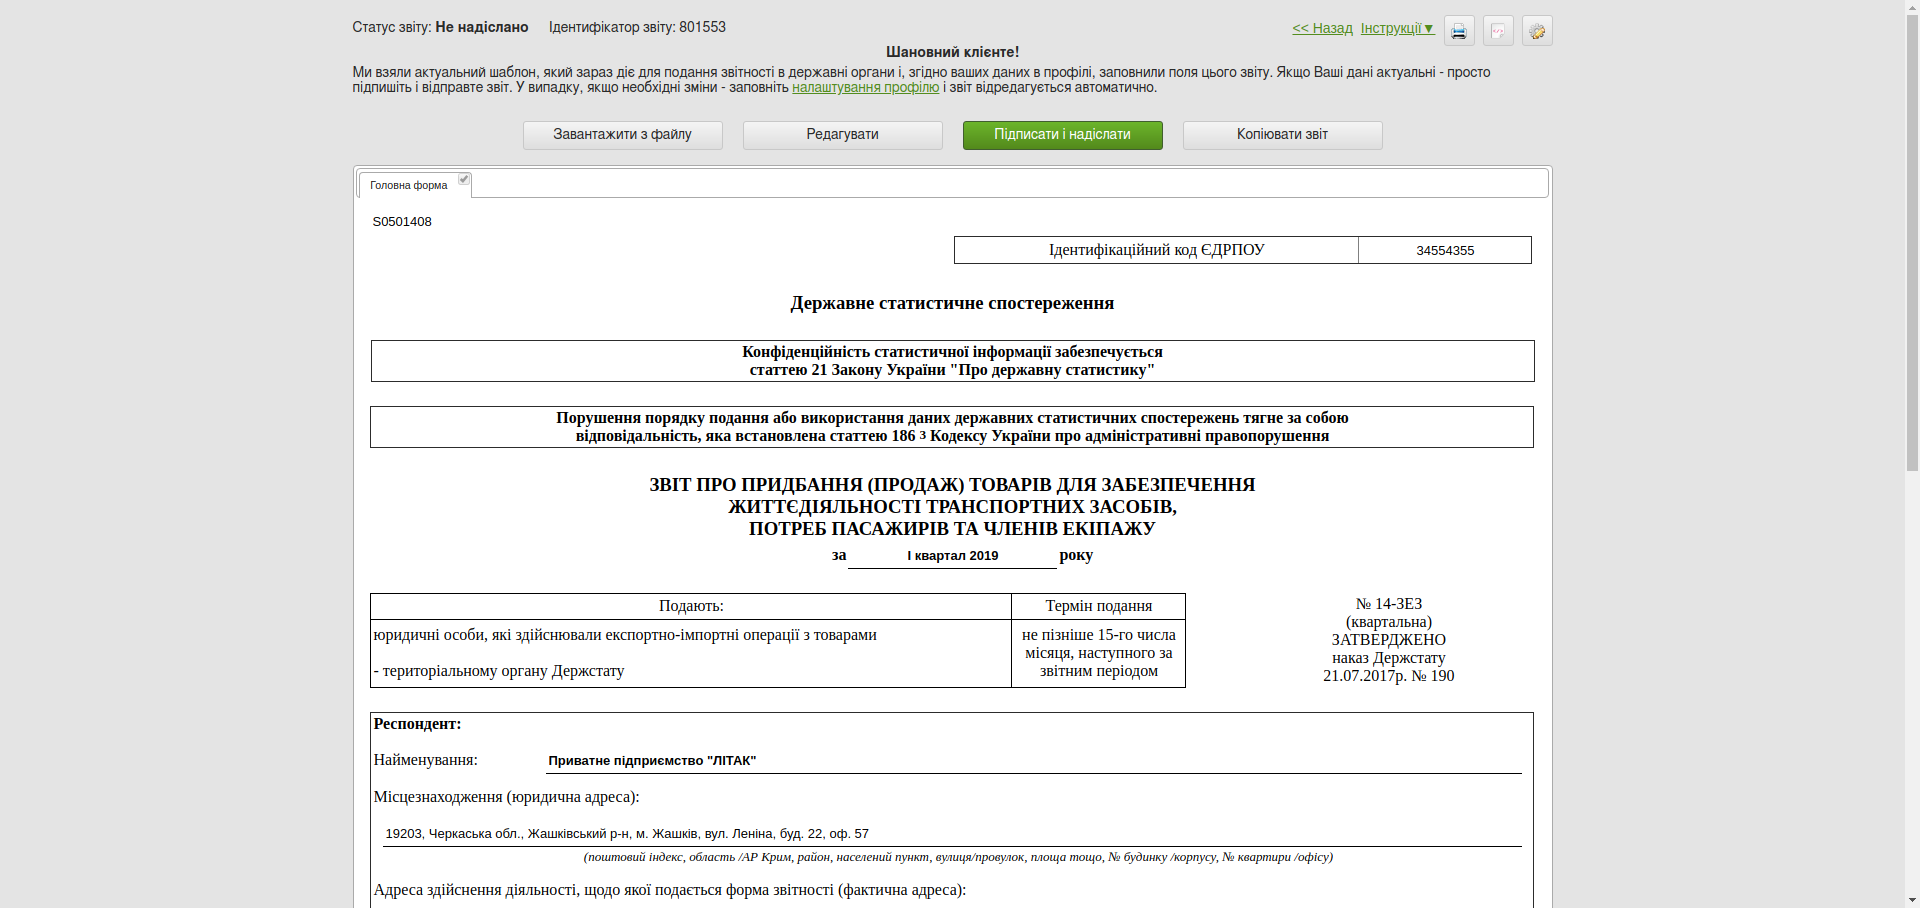 Статус звіту: Не надіслано Ідентифікатор звіту: 801553
<< Назад Інструкції▼
Шановний клієнте!
Ми взяли актуальний шаблон, який зараз діє для подання звітності в державні органи і, згідно ваших даних в профілі, заповнили поля цього звіту. Якщо Ваші дані актуальні - просто
підпишіть і відправте звіт. У випадку, якщо необхідні зміни - заповніть налаштування профілю і звіт відредагується автоматично.
Завантажити з файлу Редагувати Підписати і надіслати Копіювати звіт
Головна форма
S0501408
Ідентифікаційний код ЄДРПОУ 34554355
Державне статистичне спостереження
Конфіденційність статистичної інформації забезпечується
статтею 21 Закону України "Про державну статистику"
Порушення порядку подання або використання даних державних статистичних спостережень тягне за собою
відповідальність, яка встановлена статтею 186 3 Кодексу України про адміністративні правопорушення
ЗВІТ ПРО ПРИДБАННЯ (ПРОДАЖ) ТОВАРІВ ДЛЯ ЗАБЕЗПЕЧЕННЯ
ЖИТТЄДІЯЛЬНОСТІ ТРАНСПОРТНИХ ЗАСОБІВ,
ПОТРЕБ ПАСАЖИРІВ ТА ЧЛЕНІВ ЕКІПАЖУ
за І квартал 2019 року
Подають: Термін подання
юридичні особи, які здійснювали експортно-імпортні операції з товарами
- територіальному органу Держстату
не пізніше 15-го числа
місяця, наступного за
звітним періодом
№ 14-ЗЕЗ
(квартальна)
ЗАТВЕРДЖЕНО
наказ Держстату
21.07.2017р. № 190
Респондент:
Найменування: Приватне підприємство "ЛІТАК"
Місцезнаходження (юридична адреса):
19203, Черкаська обл., Жашківський р-н, м. Жашків, вул. Леніна, буд. 22, оф. 57
(поштовий індекс, область /АР Крим, район, населений пункт, вулиця/провулок, площа тощо, № будинку /корпусу, № квартири /офісу)
Адреса здійснення діяльності, щодо якої подається форма звітності (фактична адреса):